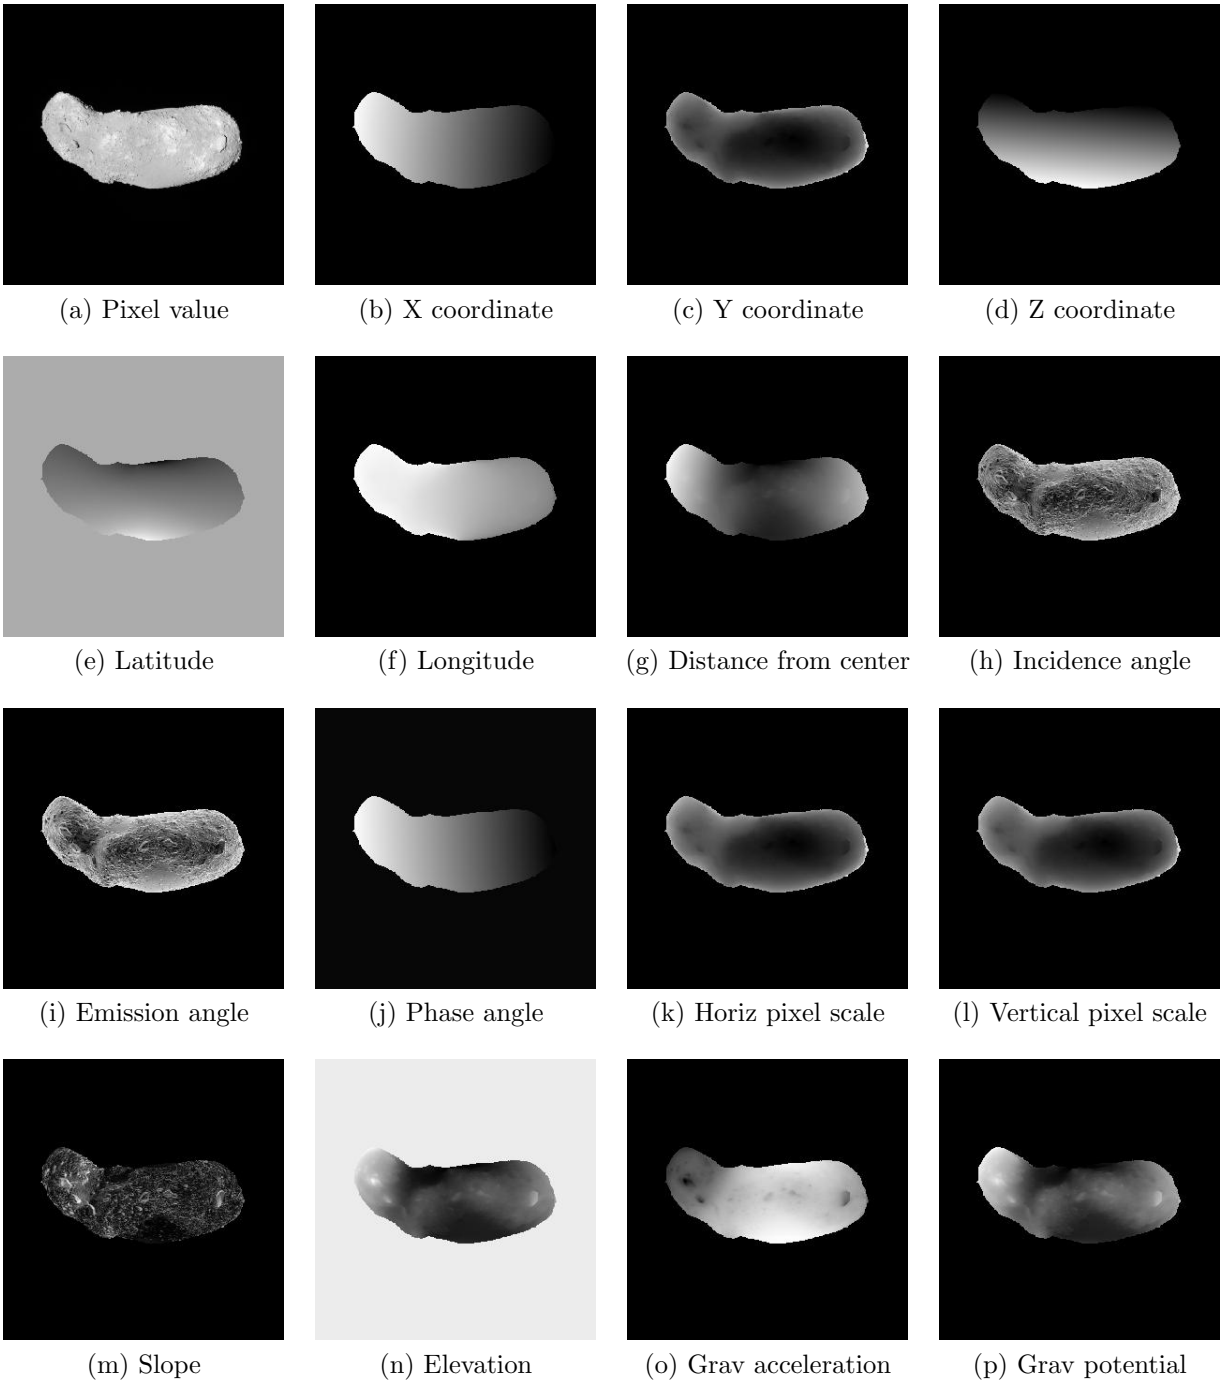 (a) Pixel value
(b) X coordinate
(c) Y coordinate
(d) Z coordinate
(e) Latitude
(f) Longitude
(g) Distance from center
(h) Incidence angle
(i) Emission angle
(j) Phase angle
(k) Horiz pixel scale
(l) Vertical pixel scale
(m) Slope
(n) Elevation
(o) Grav acceleration
(p) Grav potential